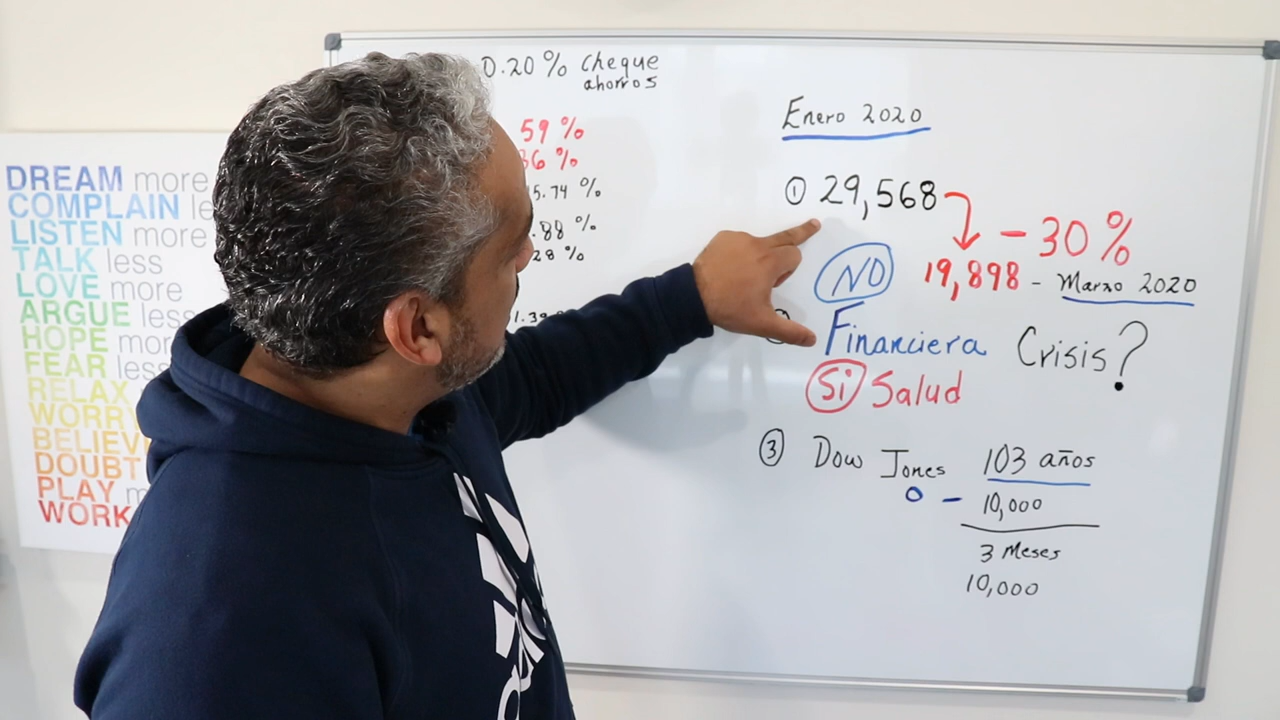 DREAM more
COMPLAIN
LISTEN more
TALK less
LOVE more
ARGUE less
HOPE more
FEAR less
RELAX
WORRY
BELIEV
DOUBT
PLAY
WORK
0.20% Cheque
ahorros
59%
36%
5.74%
.88%
28%
1.39
Enero 2020
① 29,568
-30%
19,898 - Marzo 2020
NO
Financiera Crisis?
Si Salud
③ Dow Jones 103 años
0 - 10,000
3 Meses
10,000